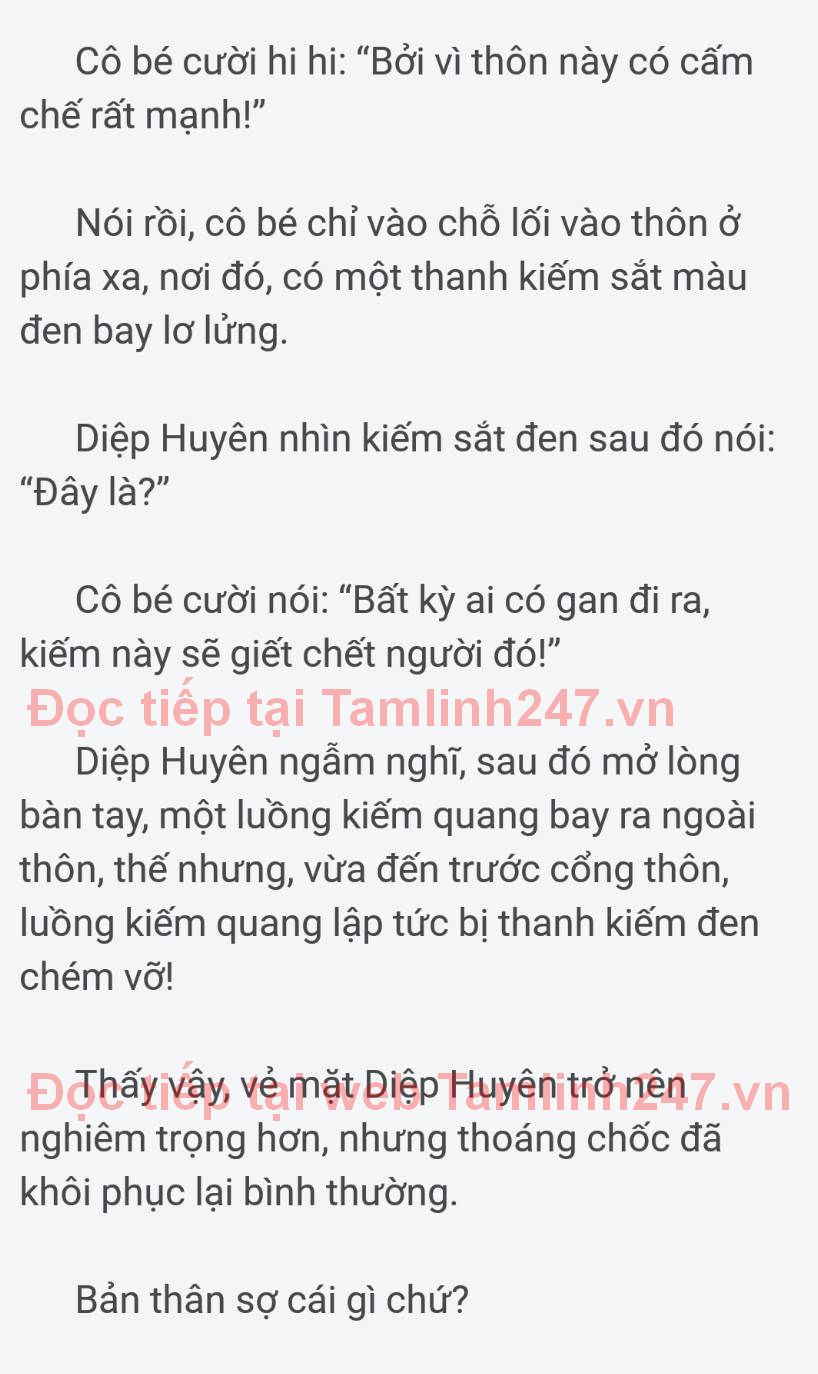 Cô bé cười hi hi: “Bởi vì thôn này có cấm
chế rất mạnh!”
Nói rồi, cô bé chỉ vào chỗ lối vào thôn ở
phía xa, nơi đó, có một thanh kiếm sắt màu
đen bay lơ lửng.
Diệp Huyên nhìn kiếm sắt đen sau đó nói:
“Đây là?”
Cô bé cười nói: “Bất kỳ ai có gan đi ra,
kiếm này sẽ giết chết người đó!”
Đọc tiếp tại Tamlinh247.vn
Diệp Huyên ngẫm nghĩ, sau đó mở lòng
bàn tay, một luồng kiếm quang bay ra ngoài
thôn, thế nhưng, vừa đến trước cổng thôn,
luồng kiếm quang lập tức bị thanh kiếm đen
chém vỡ!
Thấy vậy, vẻ mặt Diệp Huyên trở nên
Đọc tiếp tại web Tamlinh247.vn
nghiêm trọng hơn, nhưng thoáng chốc đã
khôi phục lại bình thường.
Bản thân sợ cái gì chứ?